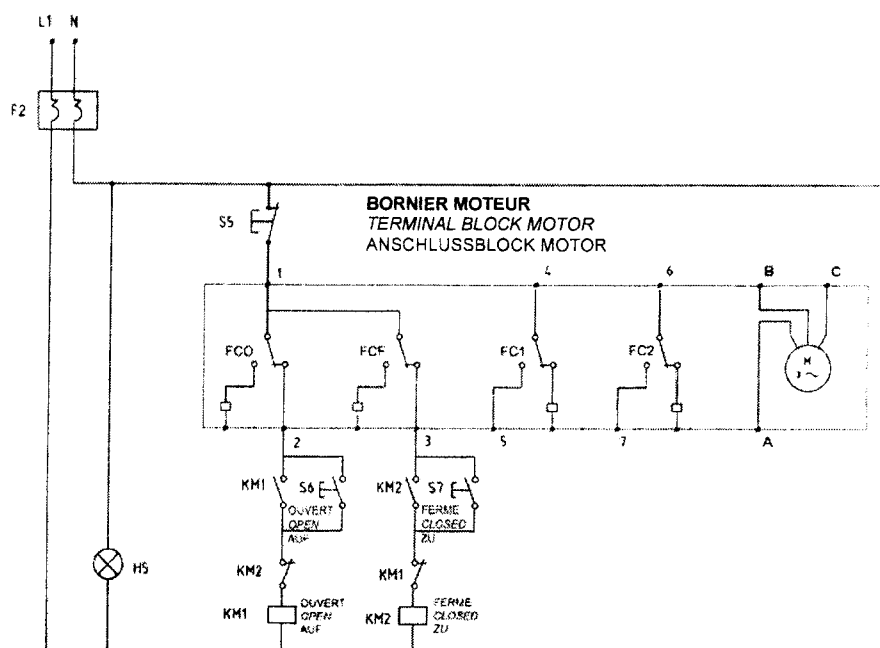 L1 N
F2
S5
BORNIER MOTEUR
TERMINAL BLOCK MOTOR
ANSCHLUSSBLOCK MOTOR
1 4 6 B C
FCO FCF FC1 FC2 M
3 ~
2 3 5 7 A
KM1 S6 KM2 S7
OUVERT FERME
OPEN CLOSED
AUF ZU
H5 KM2 KM1
KM1 OUVERT KM2 FERME
OPEN CLOSED
AUF ZU